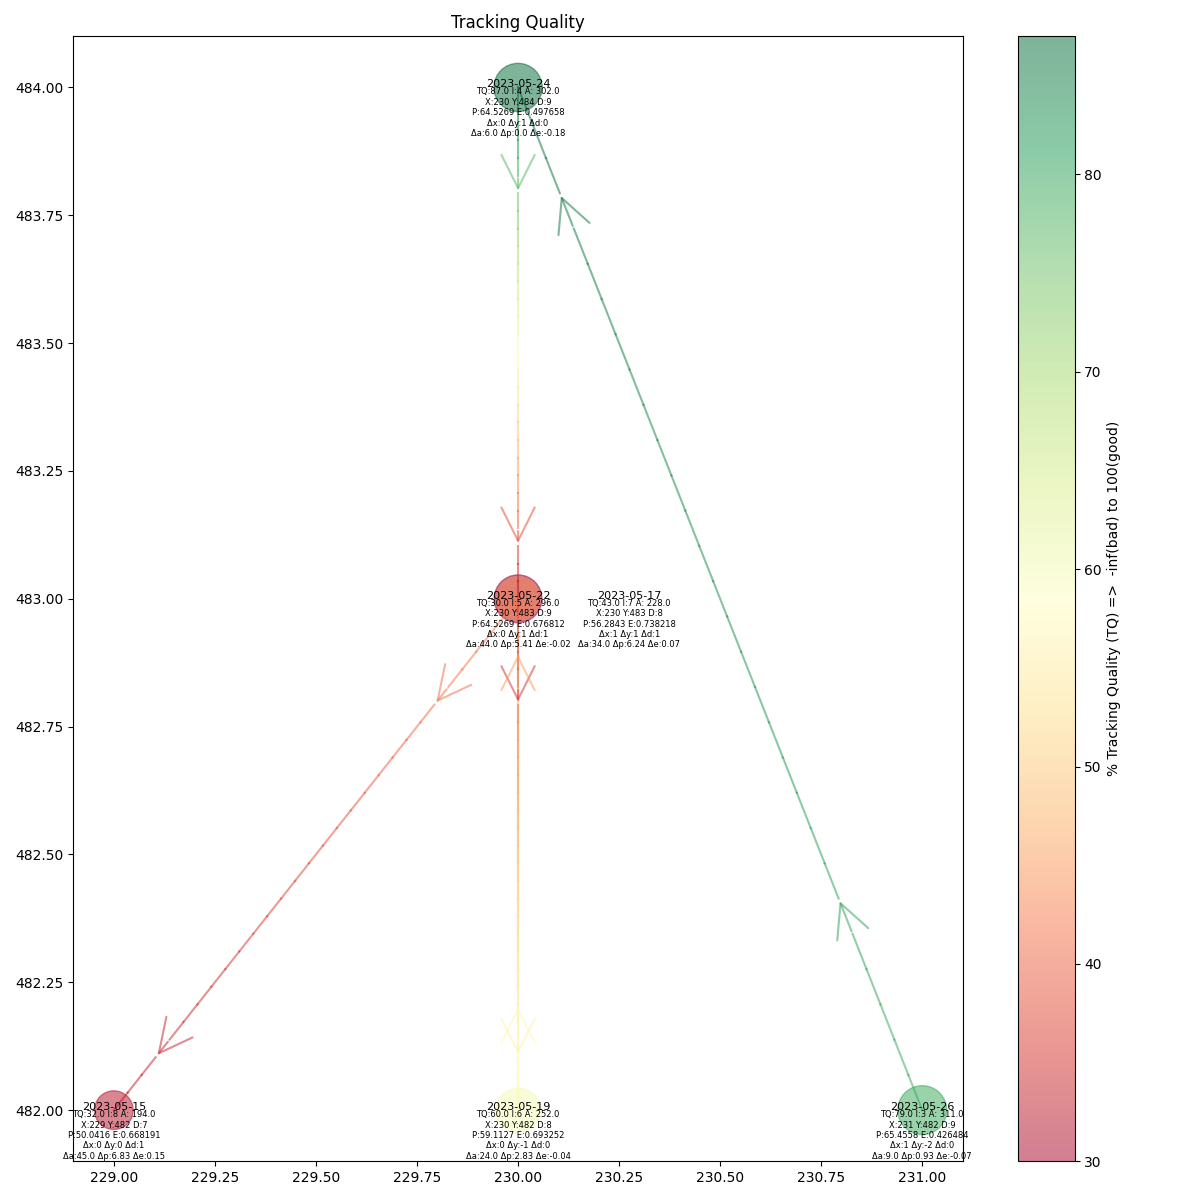 Tracking Quality
484.00
483.75
483.50
483.25
483.00
482.75
482.50
482.25
482.00
2023-05-24
TQ:87.0 I:4 A: 302.0
X:230 Y:484 D:9
P:64.5269 E:0.497658
Δx:0 Δy:1 Δd:0
Δa:6.0 Δp:0.0 Δe:-0.18
2023-05-22
TQ:30.0 I:5 A: 296.0
X:230 Y:483 D:9
P:64.5269 E:0.676812
Δx:0 Δy:1 Δd:1
Δa:44.0 Δp:5.41 Δe:-0.02
2023-05-17
TQ:43.0 I:7 A: 228.0
X:230 Y:483 D:8
P:56.2843 E:0.738218
Δx:1 Δy:1 Δd:1
Δa:34.0 Δp:6.24 Δe:0.07
2023-05-15
TQ:32.0 I:8 A: 194.0
X:229 Y:482 D:7
P:50.0416 E:0.668191
Δx:0 Δy:0 Δd:1
Δa:45.0 Δp:6.83 Δe:0.15
2023-05-19
TQ:60.0 I:6 A: 252.0
X:230 Y:482 D:8
P:59.1127 E:0.693252
Δx:0 Δy:-1 Δd:0
Δa:24.0 Δp:2.83 Δe:-0.04
2023-05-26
TQ:79.0 I:3 A: 311.0
X:231 Y:482 D:9
P:65.4558 E:0.426484
Δx:1 Δy:-2 Δd:0
Δa:9.0 Δp:0.93 Δe:-0.07
229.00 229.25 229.50 229.75 230.00 230.25 230.50 230.75 231.00
80
70
60
50
40
30
% Tracking Quality (TQ) => -inf(bad) to 100(good)